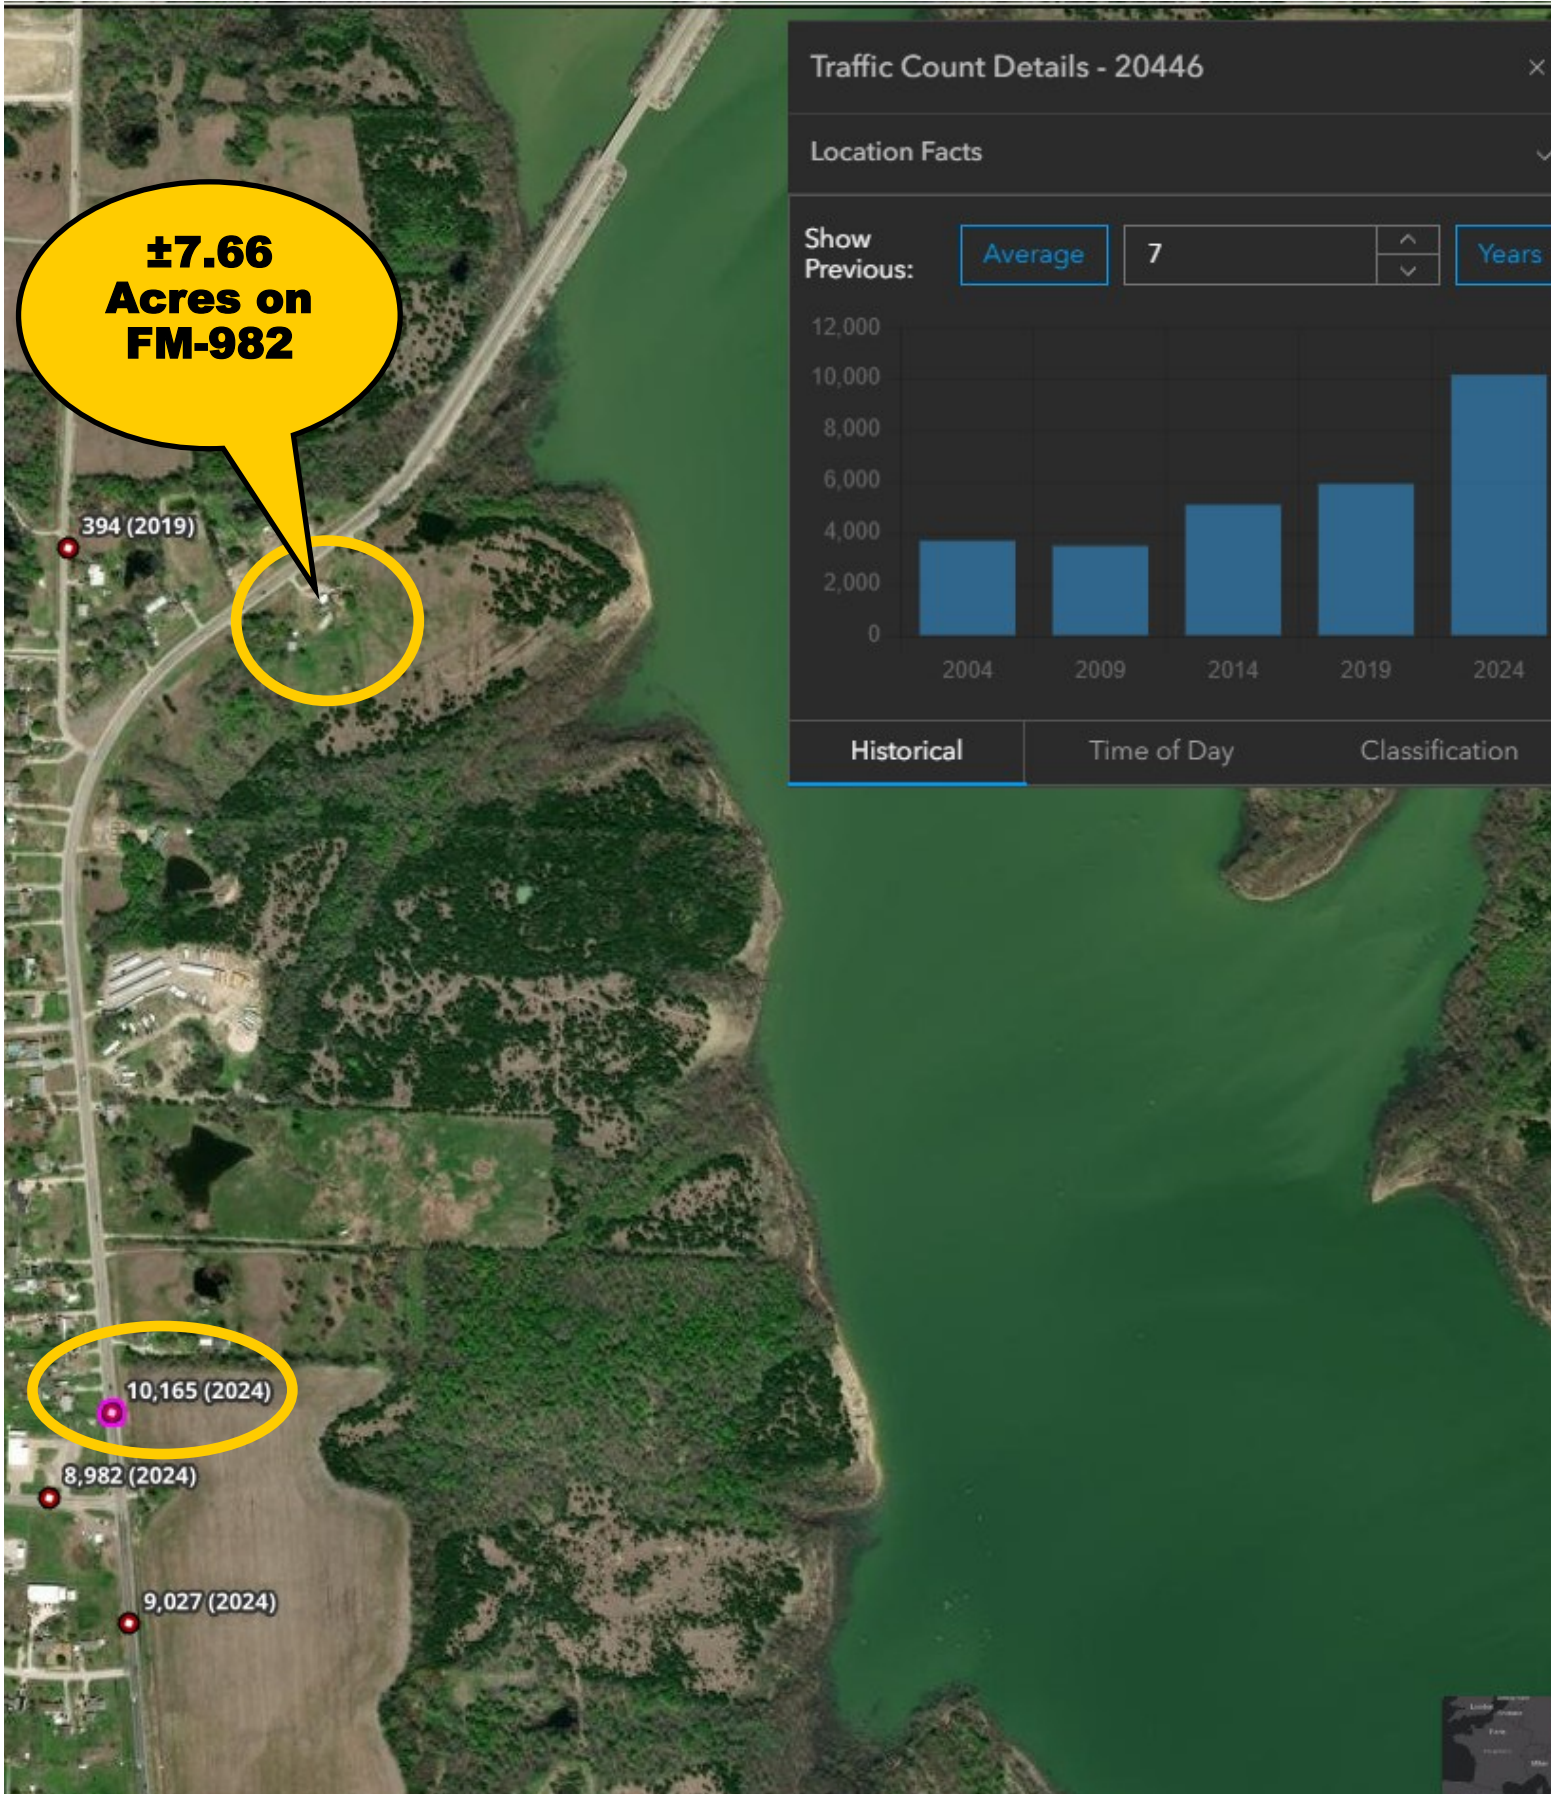 Traffic Count Details - 20446
Location Facts
Show
Previous:
Average
7
Years
12,000
10,000
8,000
6,000
4,000
2,000
0
2004 2009 2014 2019 2024
Historical Time of Day Classification
±7.66
Acres on
FM-982
394 (2019)
10,165 (2024)
8,982 (2024)
9,027 (2024)